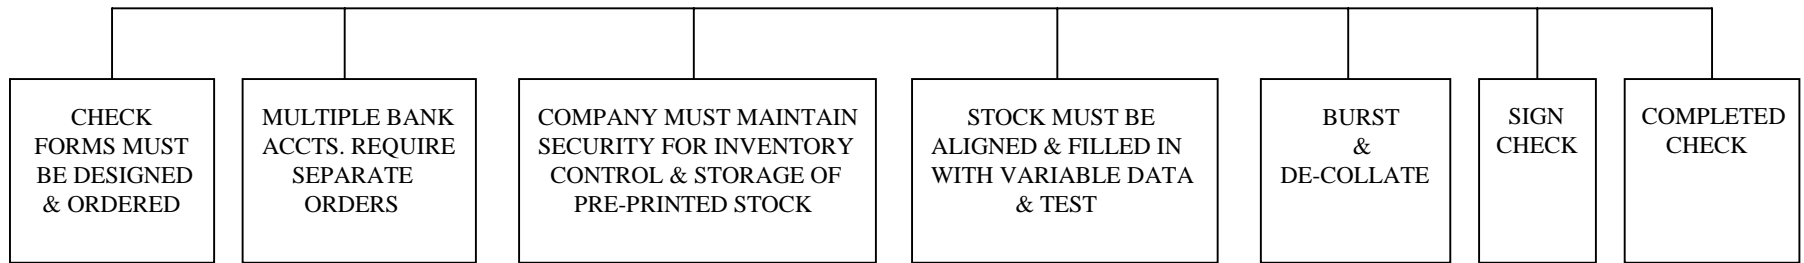 CHECK
FORMS MUST
BE DESIGNED
& ORDERED
MULTIPLE BANK
ACCTS. REQUIRE
SEPARATE
ORDERS
COMPANY MUST MAINTAIN
SECURITY FOR INVENTORY
CONTROL & STORAGE OF
PRE-PRINTED STOCK
STOCK MUST BE
ALIGNED & FILLED IN
WITH VARIABLE DATA
& TEST
BURST
&
DE-COLLATE
SIGN
CHECK
COMPLETED
CHECK